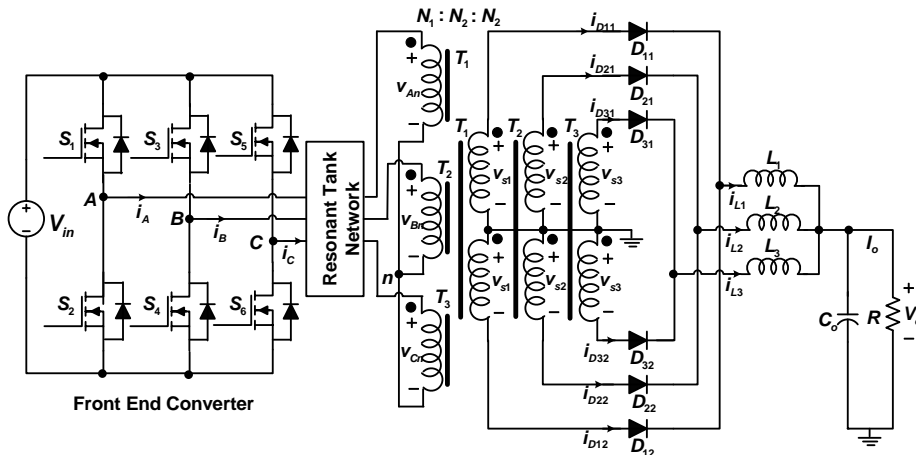 N1 : N2 : N2
iD11
D11
T1
iD21
D21
vAn
iD31
D31
S1
S3
S5
T1
T2
T3
L1
A
iA
Resonant Tank Network
T2
vs1
vs2
vs3
iL1
Vin
B
iB
vBn
L2
Io
C
iC
iL2
n
L3
iL3
S2
S4
S6
T3
vs1
vs2
vs3
Co
R
vCn
iD32
D32
iD22
D22
Front End Converter
iD12
D12